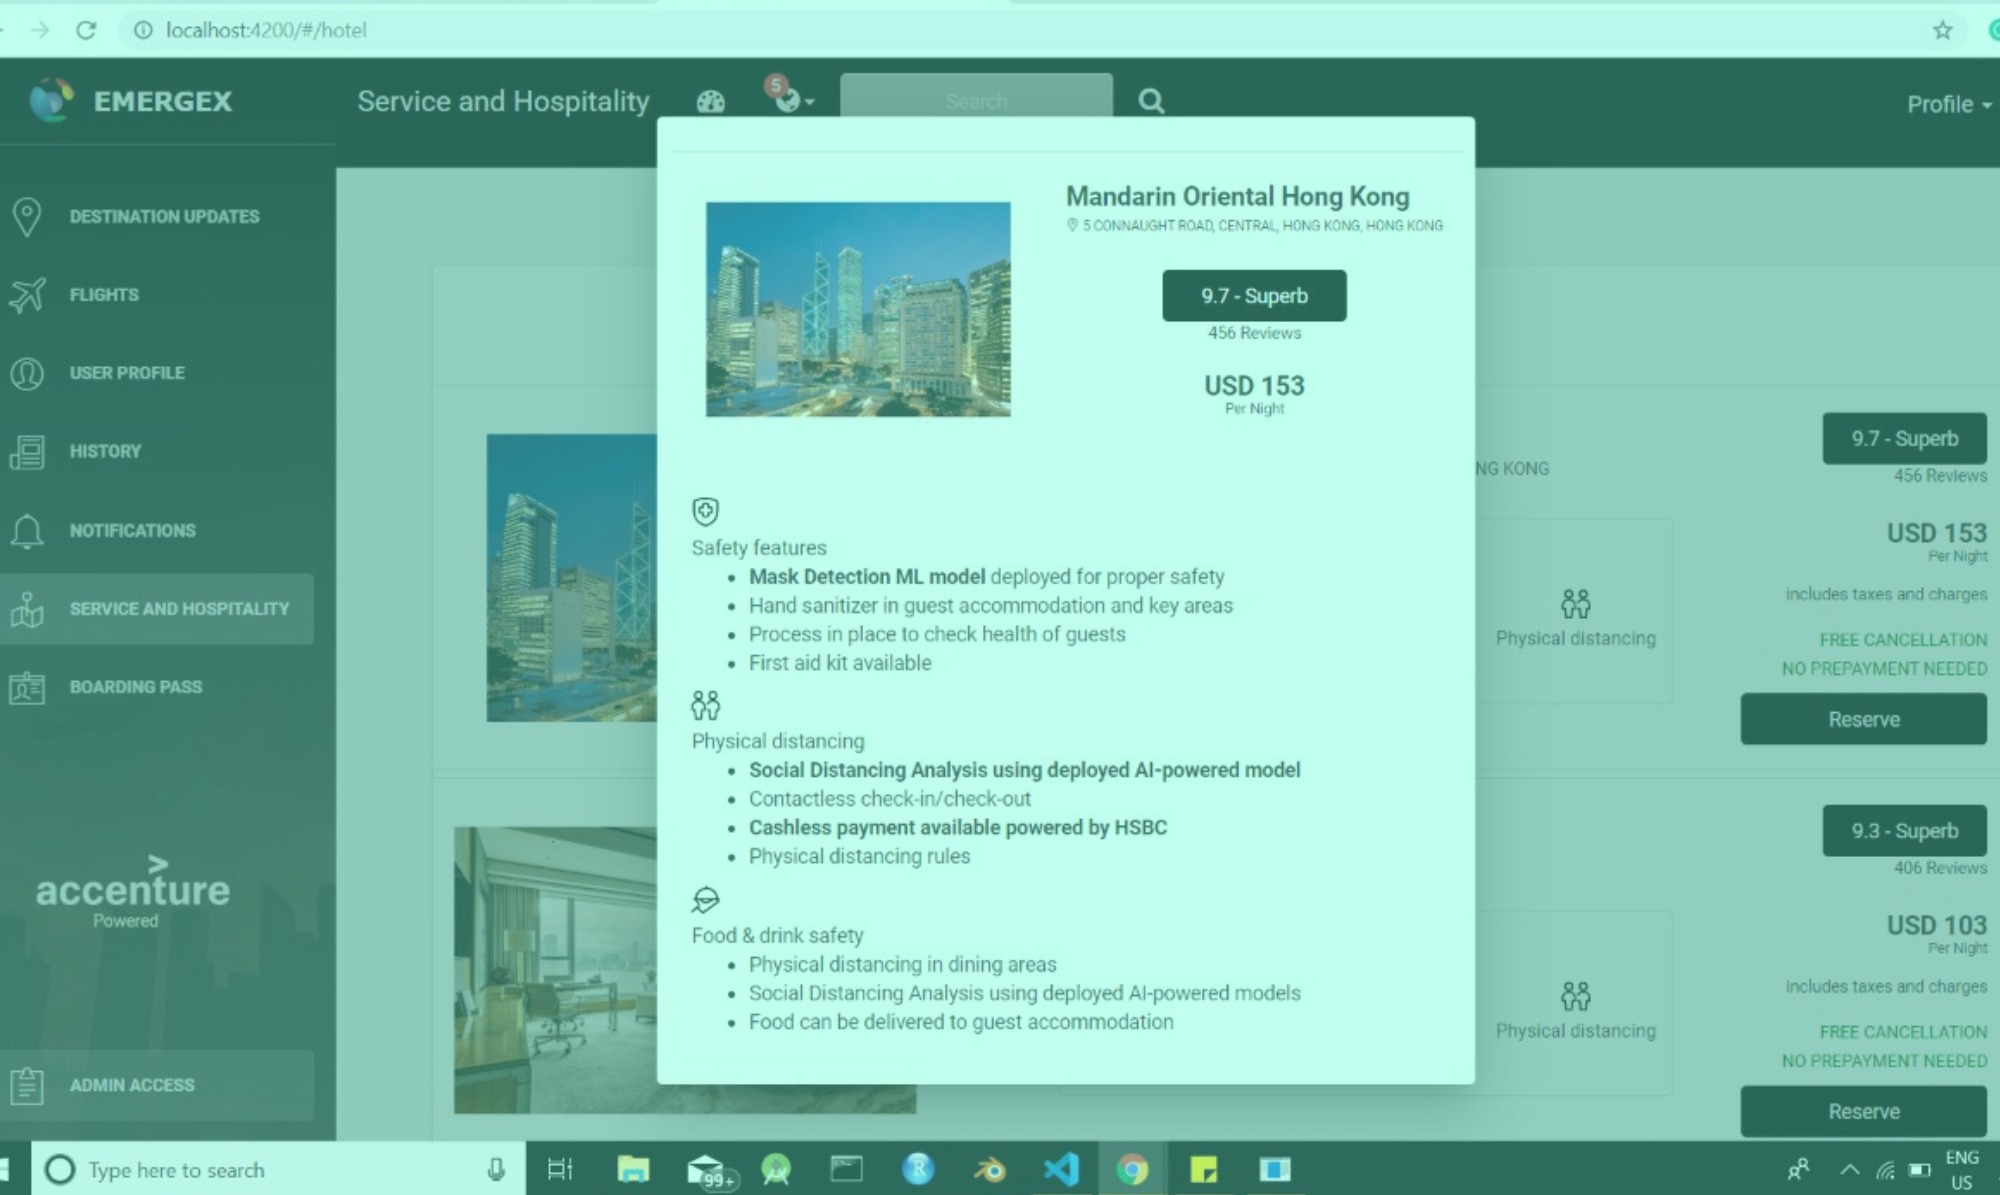 localhost:4200/#/hotel
EMERGEX
Service and Hospitality
5
Search
Profile
DESTINATION UPDATES
FLIGHTS
USER PROFILE
HISTORY
NOTIFICATIONS
SERVICE AND HOSPITALITY
BOARDING PASS
accenture
Powered
ADMIN ACCESS
Mandarin Oriental Hong Kong
5 CONNAUGHT ROAD, CENTRAL, HONG KONG, HONG KONG
9.7 - Superb
456 Reviews
USD 153
Per Night
Safety features
• Mask Detection ML model deployed for proper safety
• Hand sanitizer in guest accommodation and key areas
• Process in place to check health of guests
• First aid kit available
Physical distancing
• Social Distancing Analysis using deployed AI-powered model
• Contactless check-in/check-out
• Cashless payment available powered by HSBC
• Physical distancing rules
Food & drink safety
• Physical distancing in dining areas
• Social Distancing Analysis using deployed AI-powered models
• Food can be delivered to guest accommodation
NG KONG
Physical distancing
9.7 - Superb
456 Reviews
USD 153
Per Night
includes taxes and charges
FREE CANCELLATION
NO PREPAYMENT NEEDED
Reserve
Physical distancing
9.3 - Superb
406 Reviews
USD 103
Per Night
includes taxes and charges
FREE CANCELLATION
NO PREPAYMENT NEEDED
Reserve
Type here to search
99+
R
ENG
US